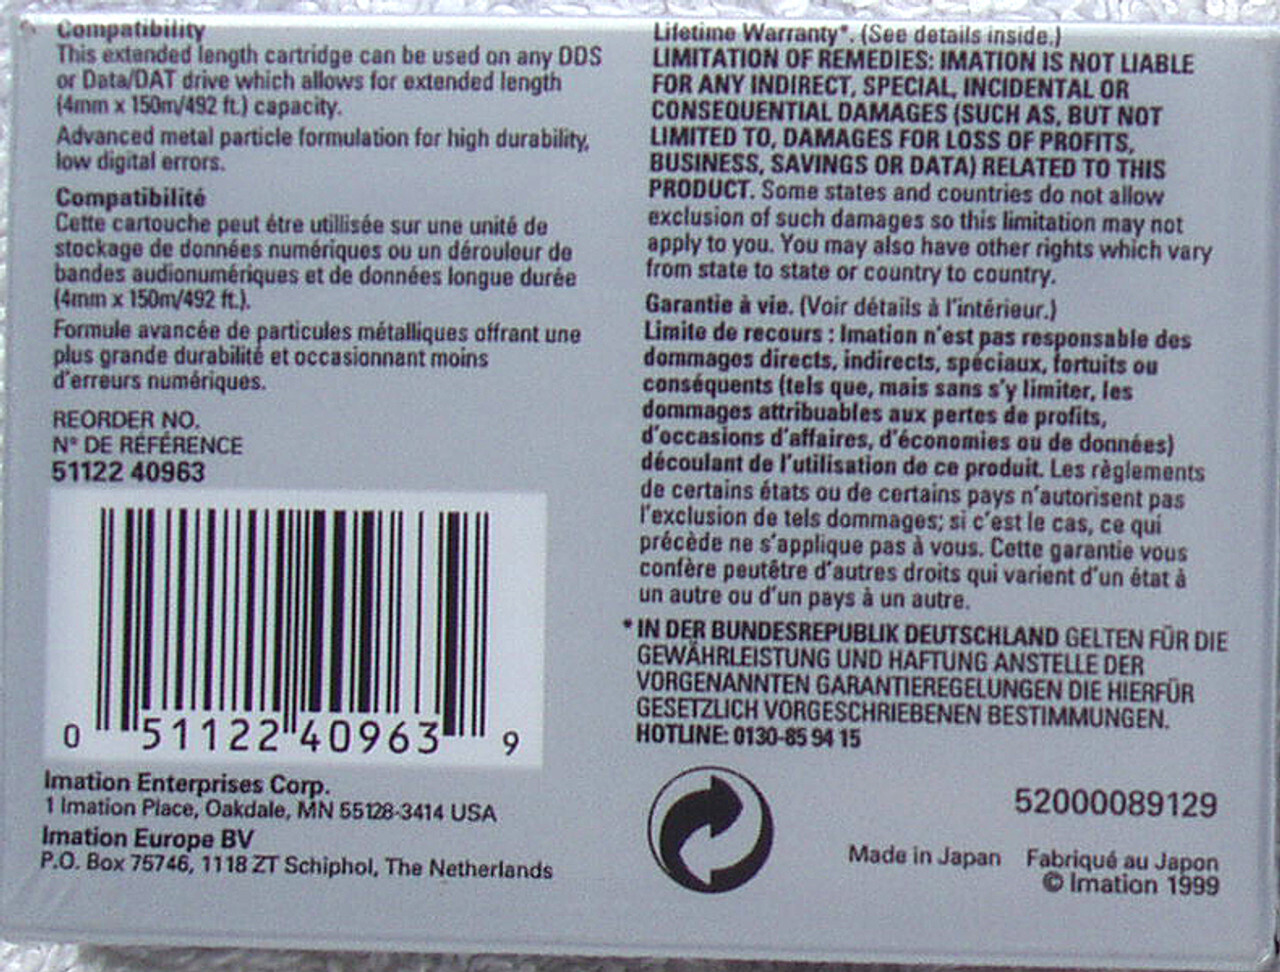 Compatibility
This extended length cartridge can be used on any DDS
or Data/DAT drive which allows for extended length
(4mm x 150m/492 ft.) capacity.
Advanced metal particle formulation for high durability,
low digital errors.
Compatibilité
Cette cartouche peut être utilisée sur une unité de
stockage de données numériques ou un dérouleur de
bandes audionumériques et de données longue durée
(4mm x 150m/492 ft.).
Formule avancée de particules métalliques offrant une
plus grande durabilité et occasionnant moins
d'erreurs numériques.
REORDER NO.
N° DE RÉFÉRENCE
51122 40963
0 51122 40963 9
Imation Enterprises Corp.
1 Imation Place, Oakdale, MN 55128-3414 USA
Imation Europe BV
P.O. Box 75746, 1118 ZT Schiphol, The Netherlands
Lifetime Warranty*. (See details inside.)
LIMITATION OF REMEDIES: IMATION IS NOT LIABLE
FOR ANY INDIRECT, SPECIAL, INCIDENTAL OR
CONSEQUENTIAL DAMAGES (SUCH AS, BUT NOT
LIMITED TO, DAMAGES FOR LOSS OF PROFITS,
BUSINESS, SAVINGS OR DATA) RELATED TO THIS
PRODUCT. Some states and countries do not allow
exclusion of such damages so this limitation may not
apply to you. You may also have other rights which vary
from state to state or country to country.
Garantie à vie. (Voir détails à l'intérieur.)
Limite de recours : Imation n'est pas responsable des
dommages directs, indirects, spéciaux, fortuits ou
conséquents (tels que, mais sans s'y limiter, les
dommages attribuables aux pertes de profits,
d'occasions d'affaires, d'économies ou de données)
découlant de l'utilisation de ce produit. Les règlements
de certains états ou de certains pays n'autorisent pas
l'exclusion de tels dommages; si c'est le cas, ce qui
précède ne s'applique pas à vous. Cette garantie vous
confère peutêtre d'autres droits qui varient d'un état à
un autre ou d'un pays à un autre.
* IN DER BUNDESREPUBLIK DEUTSCHLAND GELTEN FÜR DIE
GEWÄHRLEISTUNG UND HAFTUNG ANSTELLE DER
VORGENANNTEN GARANTIEREGELUNGEN DIE HIERFÜR
GESETZLICH VORGESCHRIEBENEN BESTIMMUNGEN.
HOTLINE: 0130-85 94 15
52000089129
Made in Japan Fabriqué au Japon
© Imation 1999